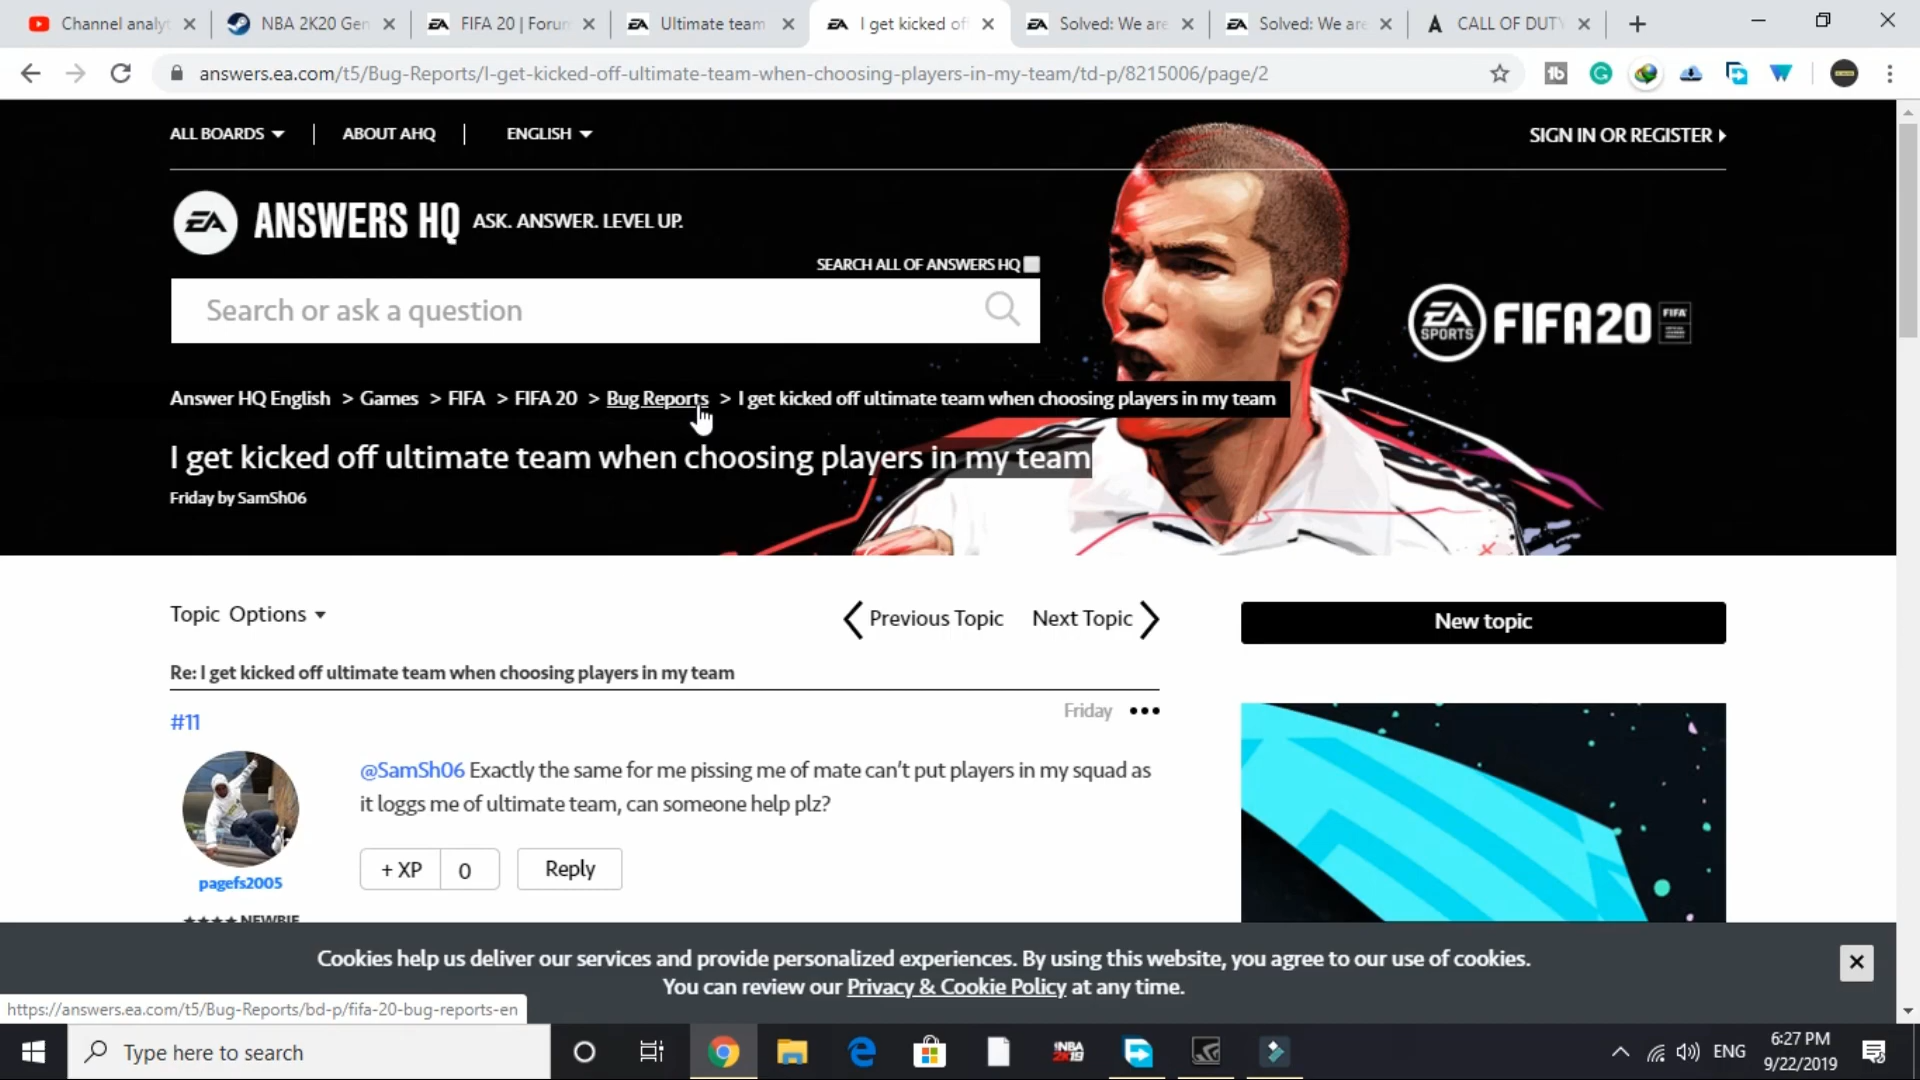 Channel analyt
NBA 2K20 Gen
FIFA 20 | Forum
Ultimate team
I get kicked of
Solved: We are
Solved: We are
CALL OF DUTY
answers.ea.com/t5/Bug-Reports/I-get-kicked-off-ultimate-team-when-choosing-players-in-my-team/td-p/8215006/page/2
ALL BOARDS
ABOUT AHQ
ENGLISH
SIGN IN OR REGISTER
EA ANSWERS HQ ASK. ANSWER. LEVEL UP.
SEARCH ALL OF ANSWERS HQ
Search or ask a question
EA SPORTS FIFA20 FIFA
Answer HQ English > Games > FIFA > FIFA 20 > Bug Reports > I get kicked off ultimate team when choosing players in my team
I get kicked off ultimate team when choosing players in my team
Friday by SamSh06
Topic Options
Previous Topic Next Topic
New topic
Re: I get kicked off ultimate team when choosing players in my team
#11
Friday
@SamSh06 Exactly the same for me pissing me of mate can't put players in my squad as
it loggs me of ultimate team, can someone help plz?
+ XP 0 Reply
pagefs2005
★★★★ NEWBIE
Cookies help us deliver our services and provide personalized experiences. By using this website, you agree to our use of cookies.
You can review our Privacy & Cookie Policy at any time.
https://answers.ea.com/t5/Bug-Reports/bd-p/fifa-20-bug-reports-en
Type here to search
NBA 2K19
ENG
6:27 PM
9/22/2019